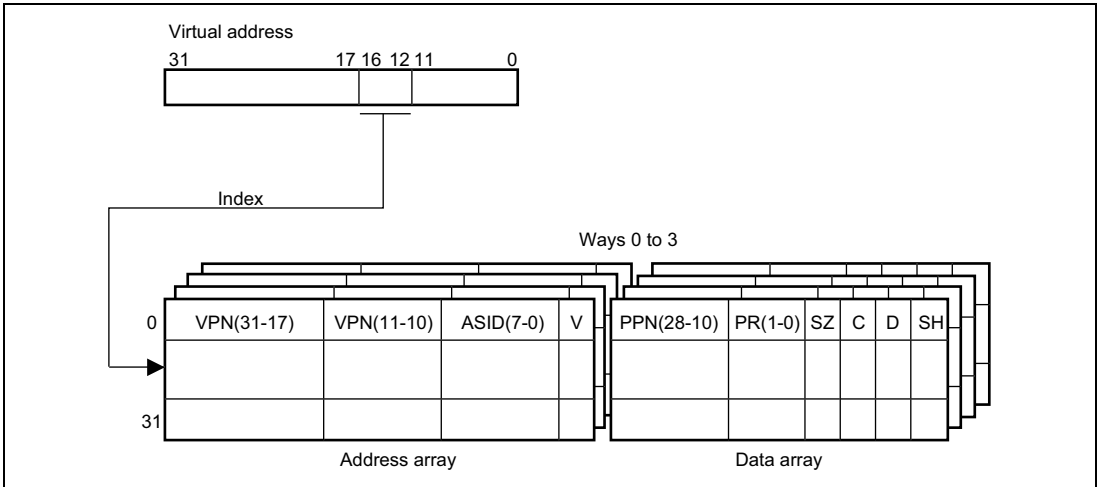 Virtual address
31 17 16 12 11 0
Index
Ways 0 to 3
0 VPN(31-17) VPN(11-10) ASID(7-0) V PPN(28-10) PR(1-0) SZ C D SH
31
Address array Data array